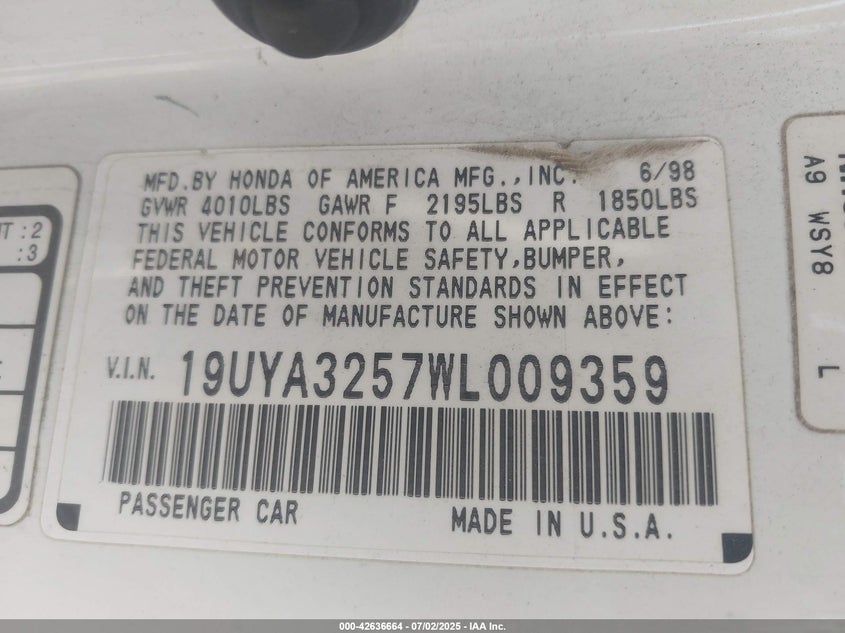 MFD.BY HONDA OF AMERICA MFG.,INC. 6/98
GVWR 4010LBS GAWR F 2195LBS R 1850LBS
THIS VEHICLE CONFORMS TO ALL APPLICABLE
FEDERAL MOTOR VEHICLE SAFETY,BUMPER,
AND THEFT PREVENTION STANDARDS IN EFFECT
ON THE DATE OF MANUFACTURE SHOWN ABOVE:
V.I.N. 19UYA3257WL009359
PASSENGER CAR MADE IN U.S.A.
:2
:3
A9 WSY8 L
000-42636664 - 07/02/2025 - IAA Inc.